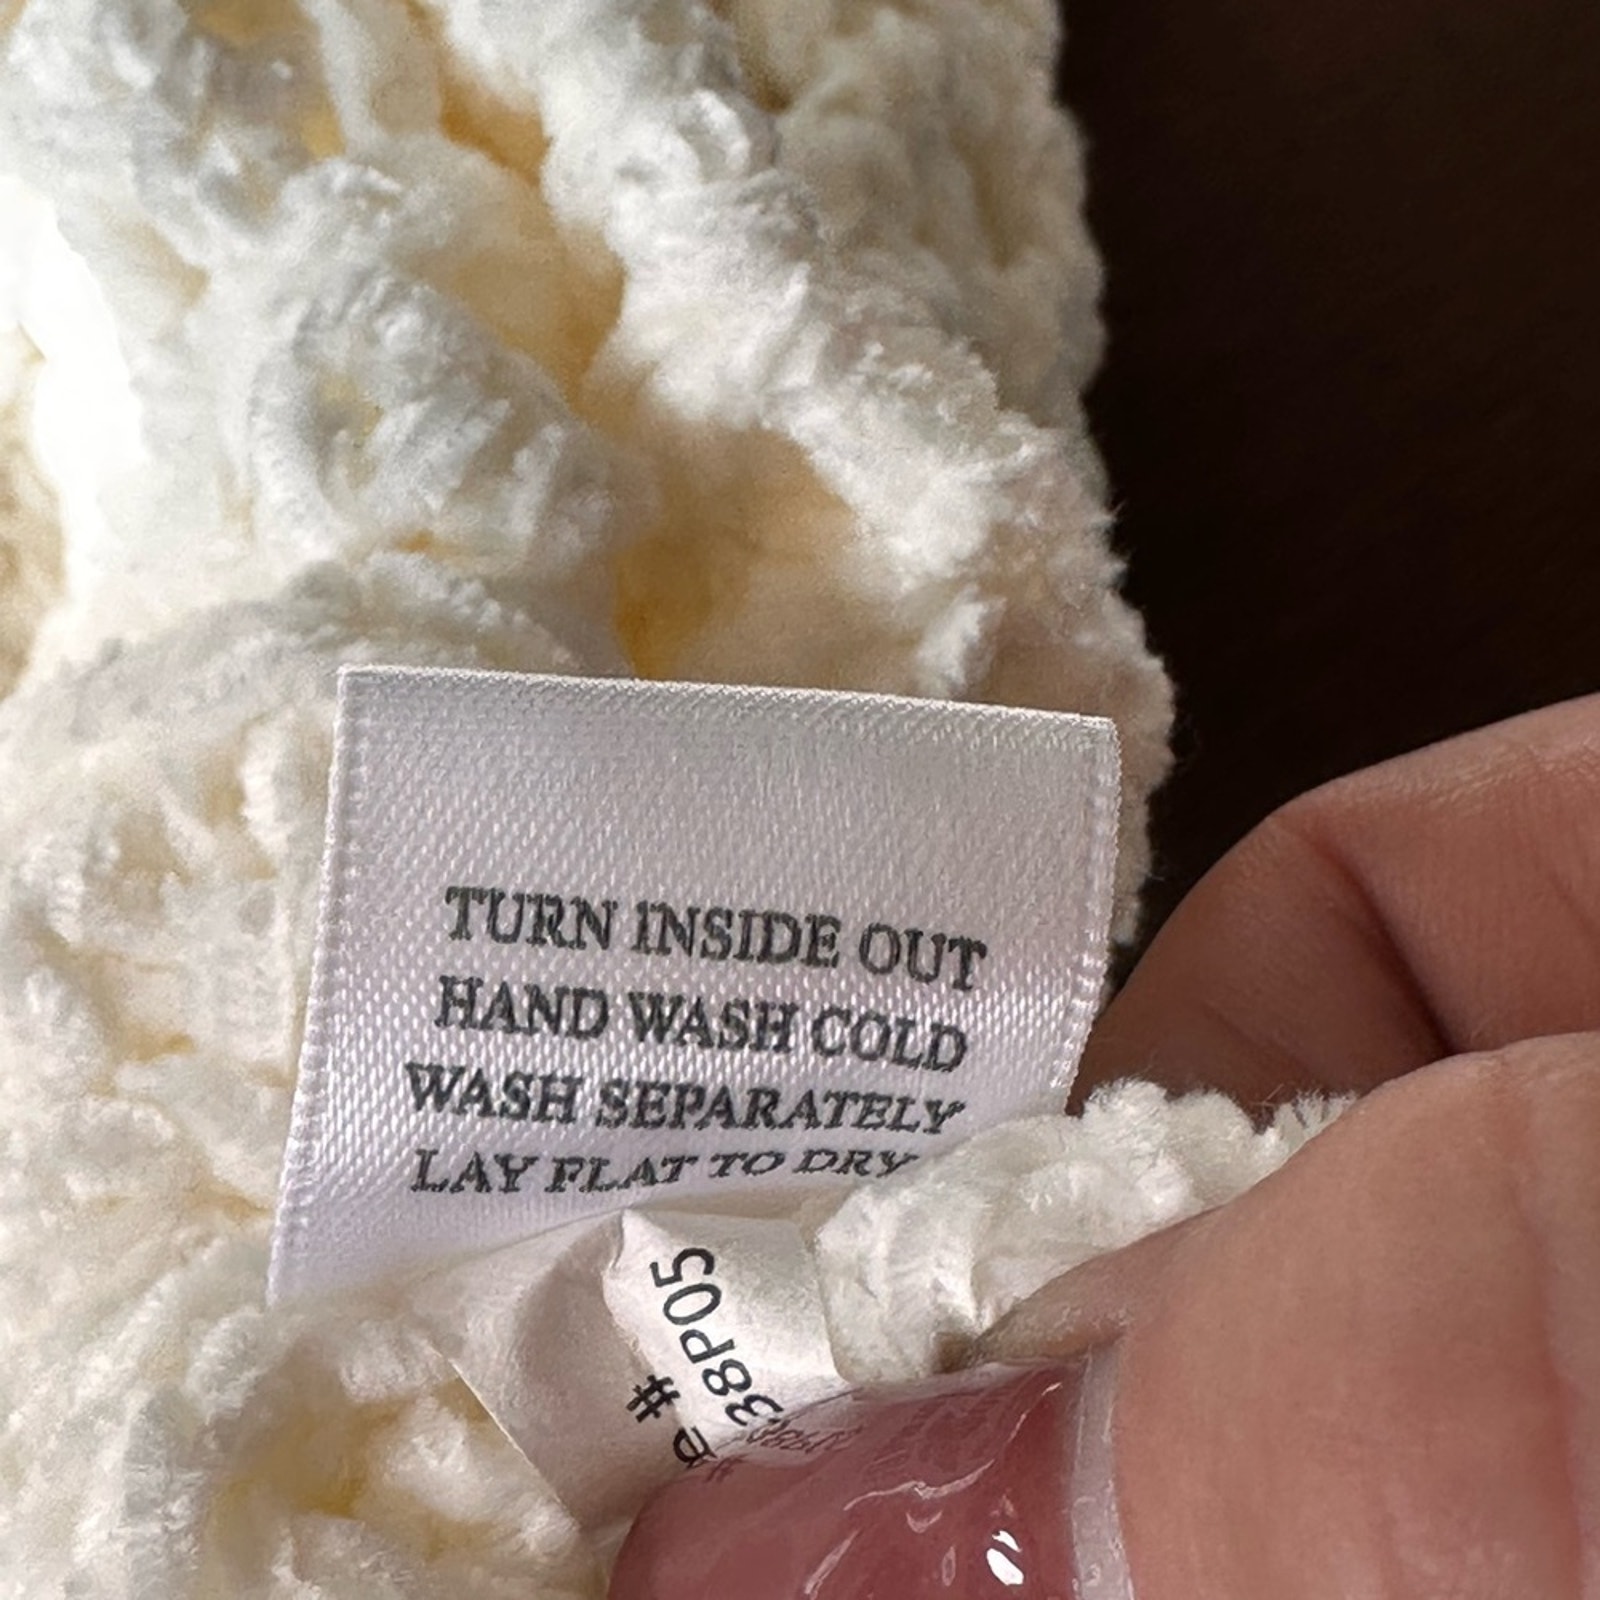 TURN INSIDE OUT
HAND WASH COLD
WASH SEPARATELY
LAY FLAT TO DRY
#
38P05